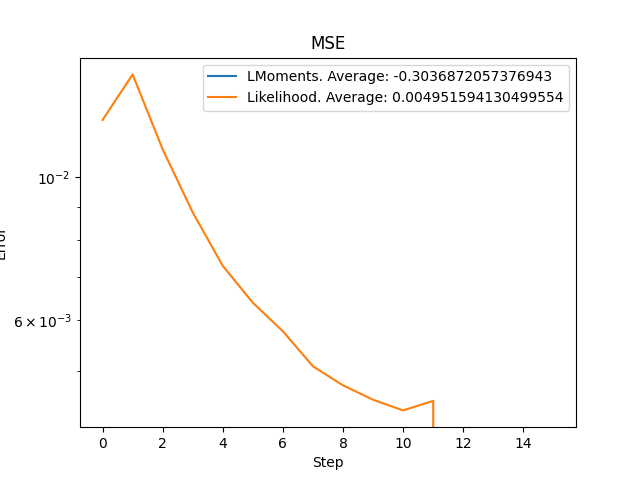 MSE
LMoments. Average: -0.3036872057376943
Likelihood. Average: 0.004951594130499554
10⁻²
6 × 10⁻³
Error
0 2 4 6 8 10 12 14
Step